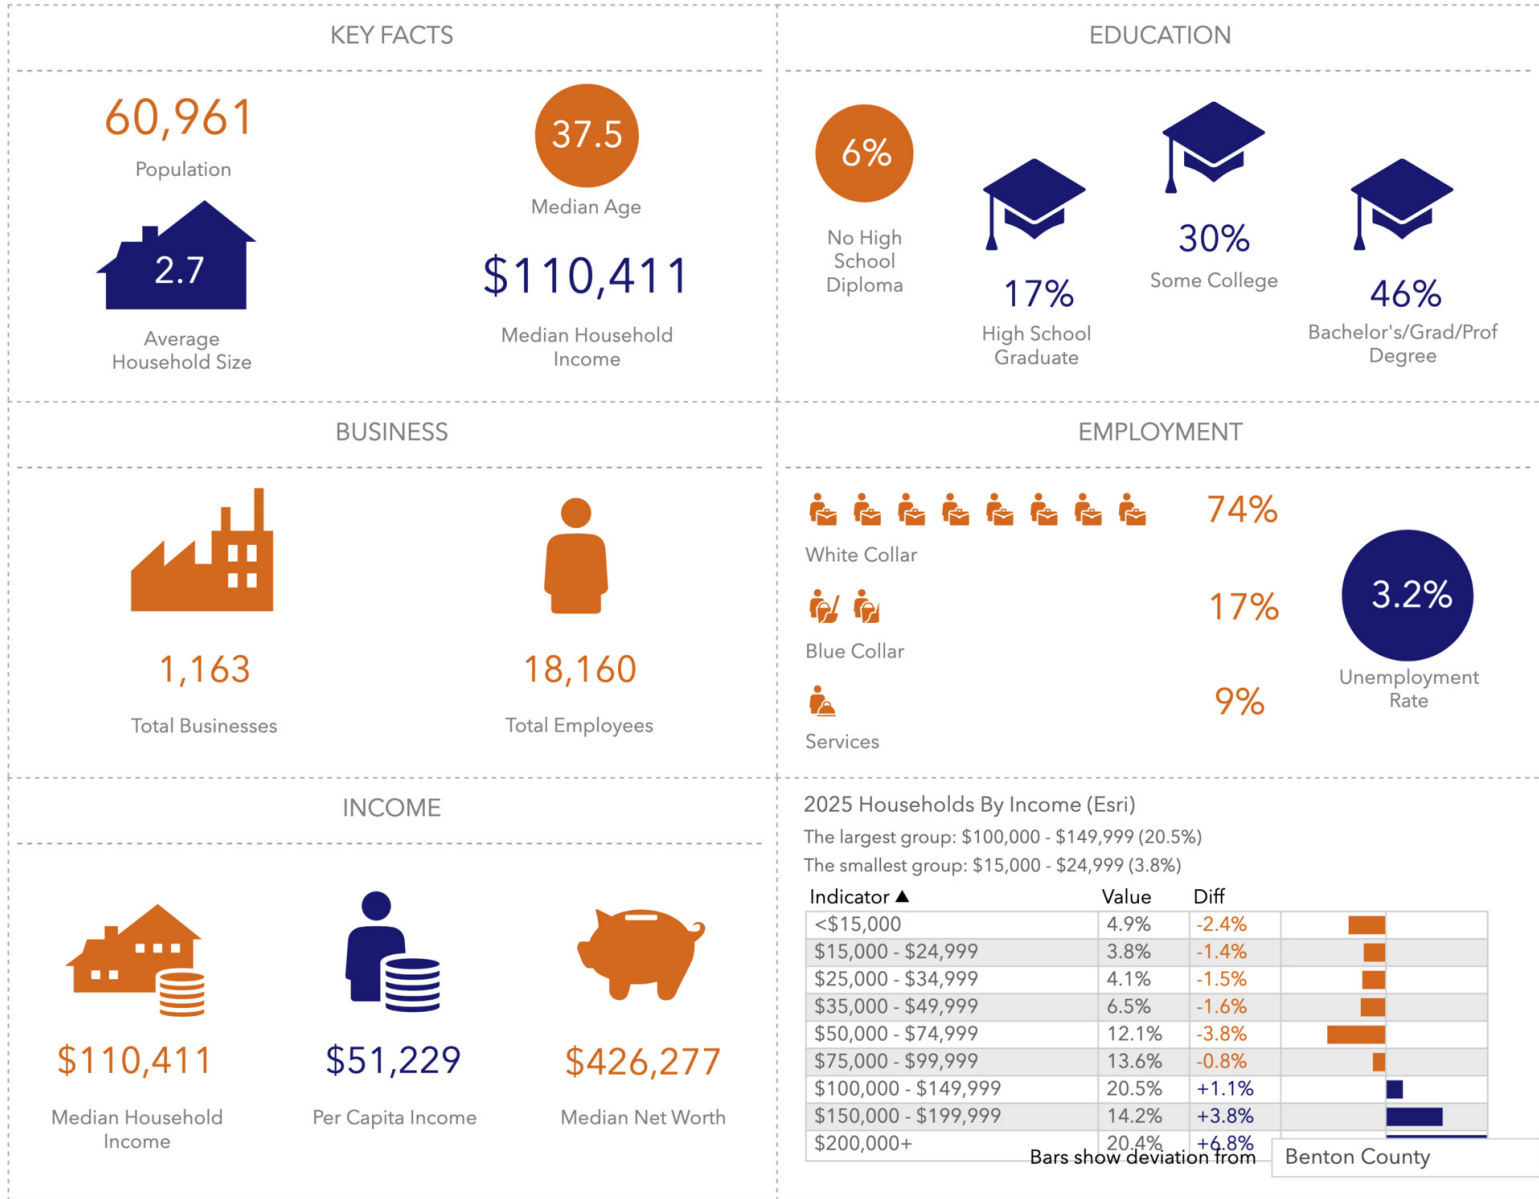 KEY FACTS
60,961
Population
37.5
Median Age
2.7
Average
Household Size
$110,411
Median Household
Income
EDUCATION
6%
No High
School
Diploma
17%
High School
Graduate
30%
Some College
46%
Bachelor's/Grad/Prof
Degree
BUSINESS
1,163
Total Businesses
18,160
Total Employees
EMPLOYMENT
74%
White Collar
17%
Blue Collar
9%
Services
3.2%
Unemployment
Rate
INCOME
$110,411
Median Household
Income
$51,229
Per Capita Income
$426,277
Median Net Worth
2025 Households By Income (Esri)
The largest group: $100,000 - $149,999 (20.5%)
The smallest group: $15,000 - $24,999 (3.8%)
Indicator ▲ Value Diff
<$15,000 4.9% -2.4%
$15,000 - $24,999 3.8% -1.4%
$25,000 - $34,999 4.1% -1.5%
$35,000 - $49,999 6.5% -1.6%
$50,000 - $74,999 12.1% -3.8%
$75,000 - $99,999 13.6% -0.8%
$100,000 - $149,999 20.5% +1.1%
$150,000 - $199,999 14.2% +3.8%
$200,000+ 20.4% +6.8%
Bars show deviation from Benton County